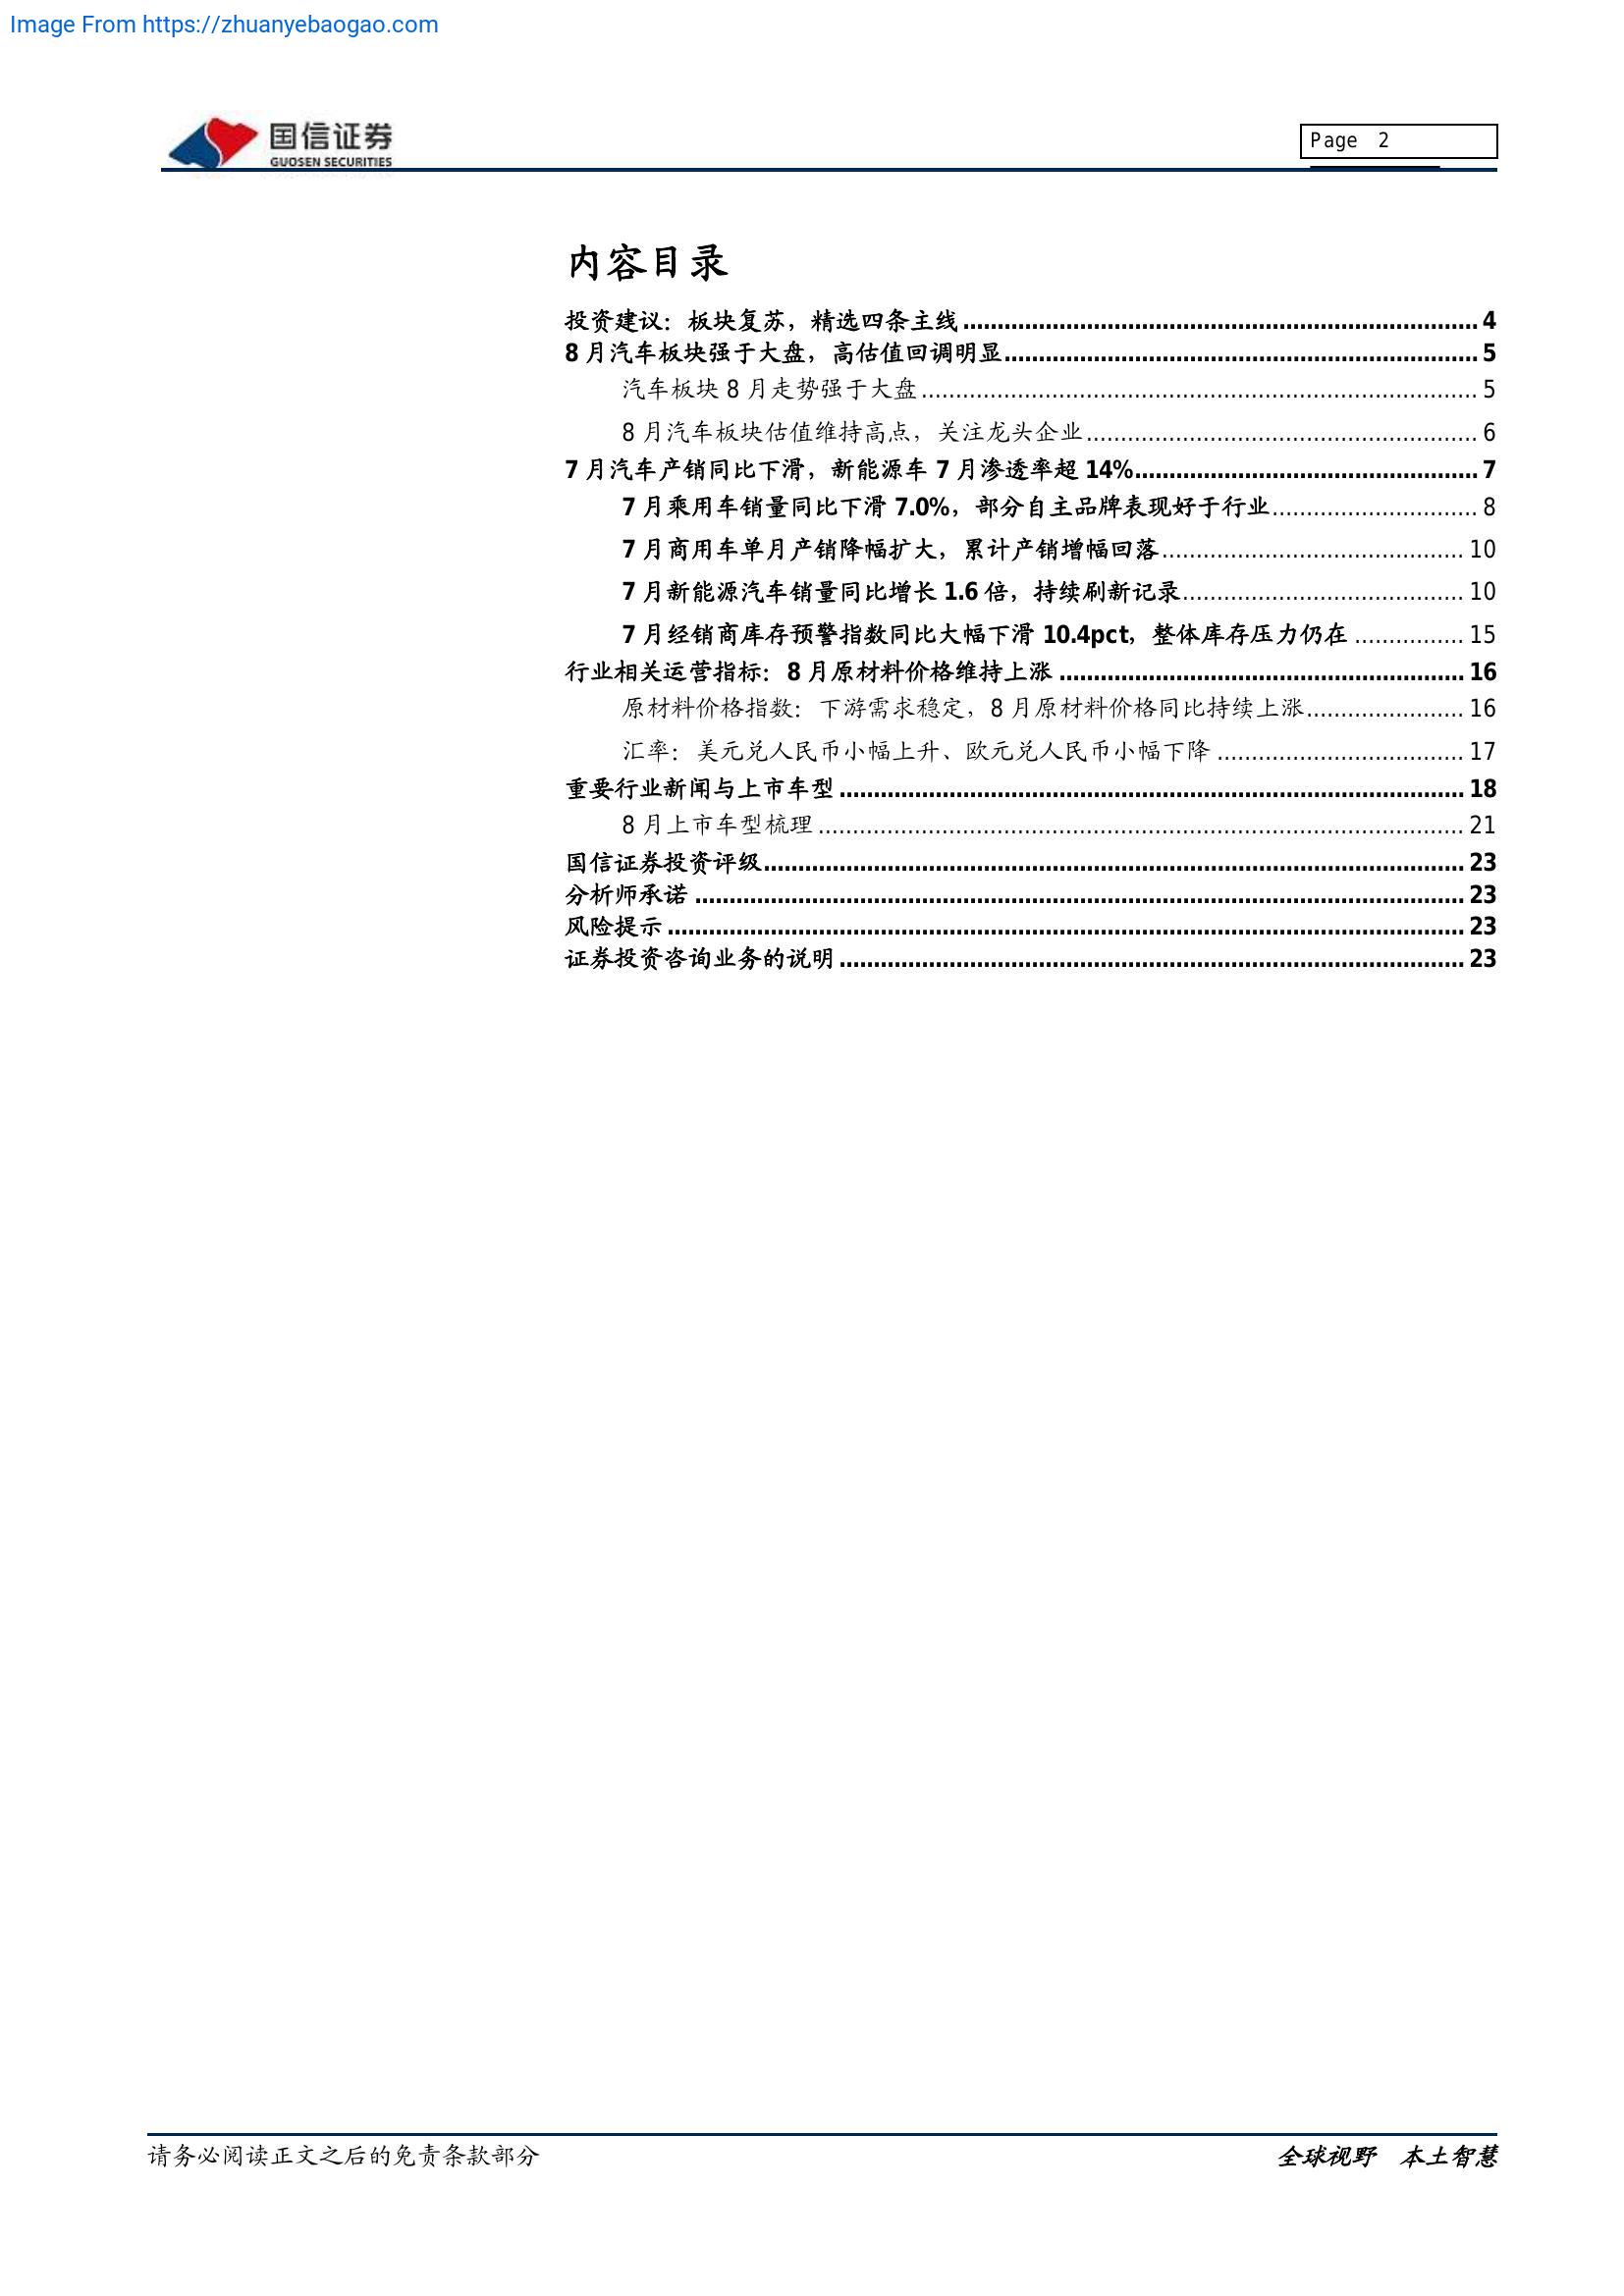 Image From https://zhuanyebaogao.com
国信证券
GUOSEN SECURITIES
Page 2
内容目录
投资建议：板块复苏，精选四条主线 ........ 4
8 月汽车板块强于大盘，高估值回调明显 ........ 5
汽车板块 8 月走势强于大盘 ........ 5
8 月汽车板块估值维持高点，关注龙头企业 ........ 6
7 月汽车产销同比下滑，新能源车 7 月渗透率超 14% ........ 7
7 月乘用车销量同比下滑 7.0%，部分自主品牌表现好于行业 ........ 8
7 月商用车单月产销降幅扩大，累计产销增幅回落 ........ 10
7 月新能源汽车销量同比增长 1.6 倍，持续刷新记录 ........ 10
7 月经销商库存预警指数同比大幅下滑 10.4pct，整体库存压力仍在 ........ 15
行业相关运营指标：8 月原材料价格维持上涨 ........ 16
原材料价格指数：下游需求稳定，8 月原材料价格同比持续上涨 ........ 16
汇率：美元兑人民币小幅上升、欧元兑人民币小幅下降 ........ 17
重要行业新闻与上市车型 ........ 18
8 月上市车型梳理 ........ 21
国信证券投资评级 ........ 23
分析师承诺 ........ 23
风险提示 ........ 23
证券投资咨询业务的说明 ........ 23
请务必阅读正文之后的免责条款部分
全球视野 本土智慧